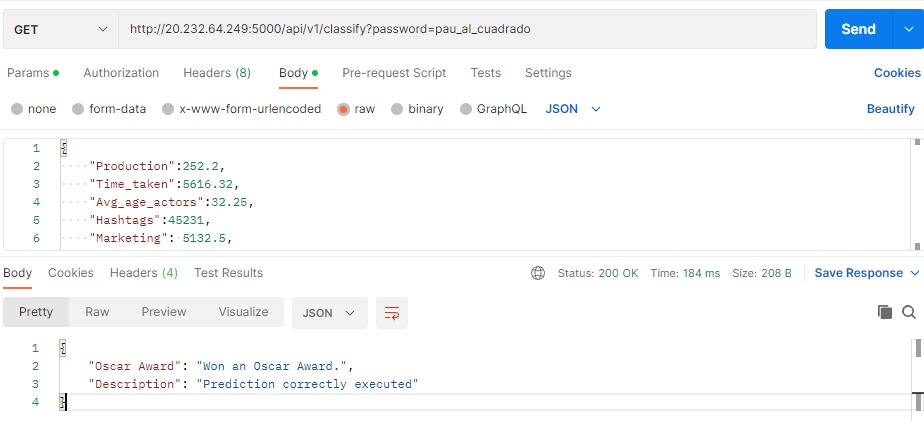 GET http://20.232.64.249:5000/api/v1/classify?password=pau_al_cuadrado Send
Params Authorization Headers (8) Body Pre-request Script Tests Settings Cookies
none form-data x-www-form-urlencoded raw binary GraphQL JSON Beautify
1 {
2 "Production":252.2,
3 "Time_taken":5616.32,
4 "Avg_age_actors":32.25,
5 "Hashtags":45231,
6 "Marketing": 5132.5,
Body Cookies Headers (4) Test Results Status: 200 OK Time: 184 ms Size: 208 B Save Response
Pretty Raw Preview Visualize JSON
1 {
2 "Oscar Award": "Won an Oscar Award.",
3 "Description": "Prediction correctly executed"
4 }